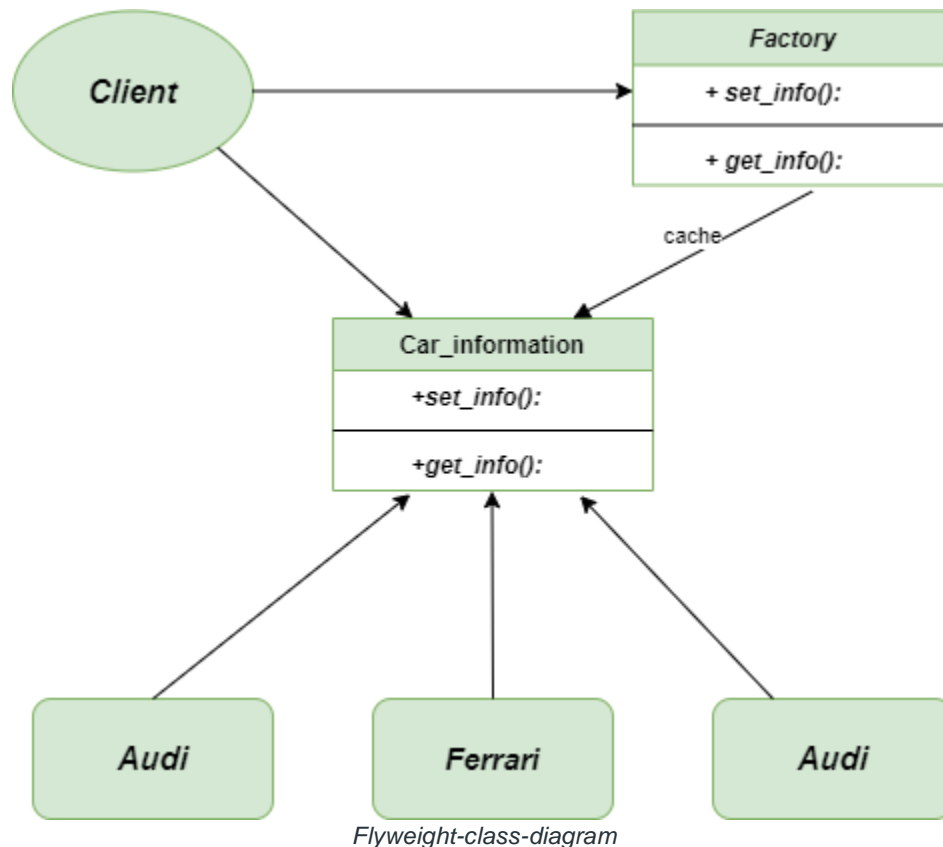 Client
Factory
+ set_info():
+ get_info():
cache
Car_information
+set_info():
+get_info():
Audi
Ferrari
Audi
Flyweight-class-diagram